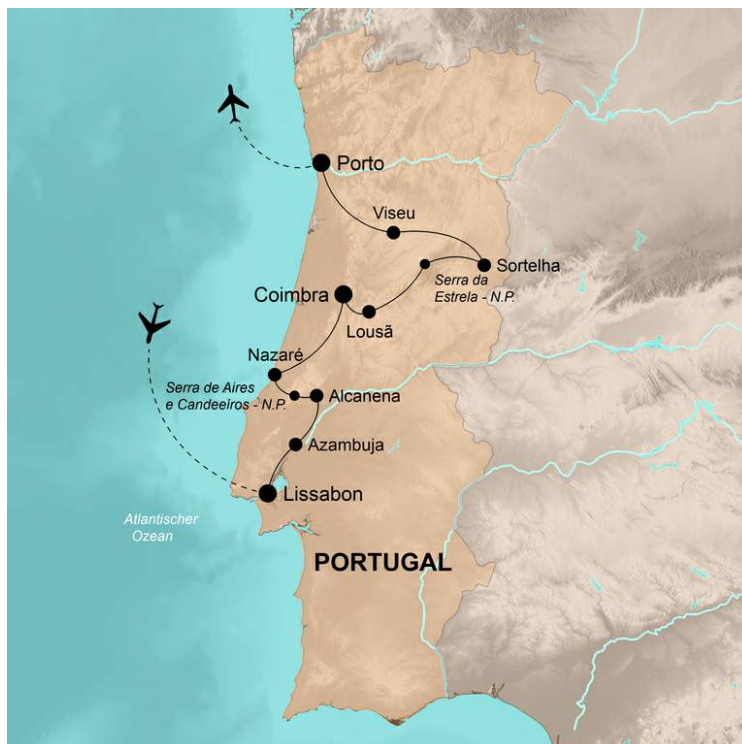 Porto
Viseu
Sortelha
Serra da
Estrela - N.P.
Coimbra
Lousã
Nazaré
Serra de Aires
e Candeeiros - N.P.
Alcanena
Azambuja
Lissabon
Atlantischer
Ozean
PORTUGAL